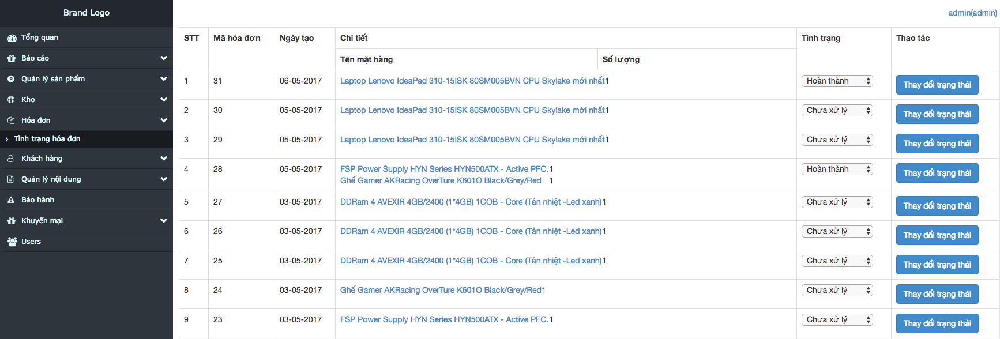 Brand Logo
admin(admin)
Tổng quan
Báo cáo
Quản lý sản phẩm
Kho
Hóa đơn
Tình trạng hóa đơn
Khách hàng
Quản lý nội dung
Bảo hành
Khuyến mại
Users
STT Mã hóa đơn Ngày tạo Chi tiết Tình trạng Thao tác
Tên mặt hàng Số lượng
1 31 06-05-2017 Laptop Lenovo IdeaPad 310-15ISK 80SM005BVN CPU Skylake mới nhất1 Hoàn thành Thay đổi trạng thái
2 30 05-05-2017 Laptop Lenovo IdeaPad 310-15ISK 80SM005BVN CPU Skylake mới nhất1 Chưa xử lý Thay đổi trạng thái
3 29 05-05-2017 Laptop Lenovo IdeaPad 310-15ISK 80SM005BVN CPU Skylake mới nhất1 Chưa xử lý Thay đổi trạng thái
4 28 05-05-2017 FSP Power Supply HYN Series HYN500ATX - Active PFC. 1 Hoàn thành Thay đổi trạng thái
Ghế Gamer AKRacing OverTure K601O Black/Grey/Red 1
5 27 03-05-2017 DDRam 4 AVEXIR 4GB/2400 (1*4GB) 1COB - Core (Tản nhiệt -Led xanh)1 Chưa xử lý Thay đổi trạng thái
6 26 03-05-2017 DDRam 4 AVEXIR 4GB/2400 (1*4GB) 1COB - Core (Tản nhiệt -Led xanh)1 Chưa xử lý Thay đổi trạng thái
7 25 03-05-2017 DDRam 4 AVEXIR 4GB/2400 (1*4GB) 1COB - Core (Tản nhiệt -Led xanh)1 Chưa xử lý Thay đổi trạng thái
8 24 03-05-2017 Ghế Gamer AKRacing OverTure K601O Black/Grey/Red1 Chưa xử lý Thay đổi trạng thái
9 23 03-05-2017 FSP Power Supply HYN Series HYN500ATX - Active PFC. 1 Chưa xử lý Thay đổi trạng thái